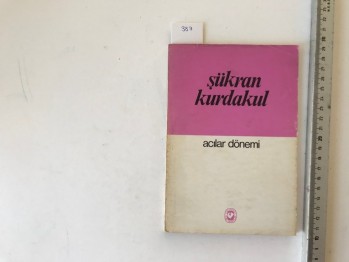 şükran
kurdakul
acılar dönemi